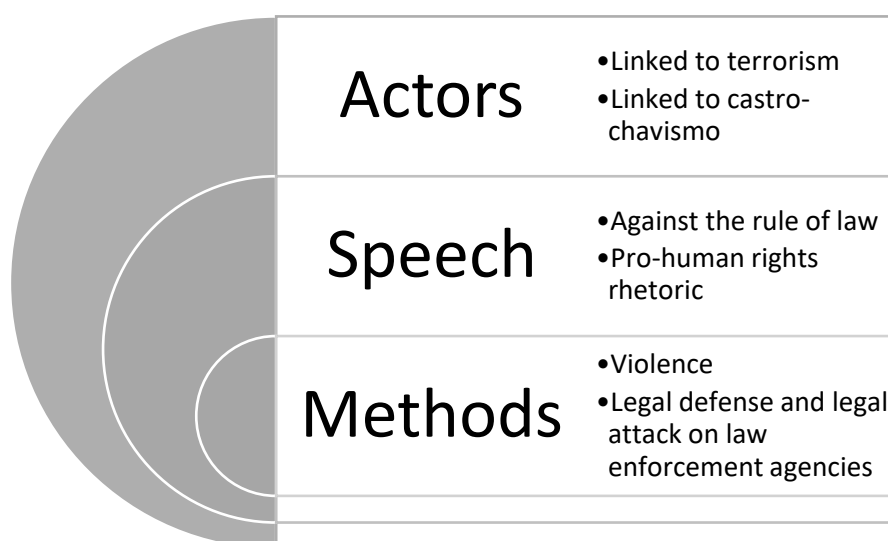 Actors
•Linked to terrorism
•Linked to castro-
chavismo
Speech
•Against the rule of law
•Pro-human rights
rhetoric
Methods
•Violence
•Legal defense and legal
attack on law
enforcement agencies